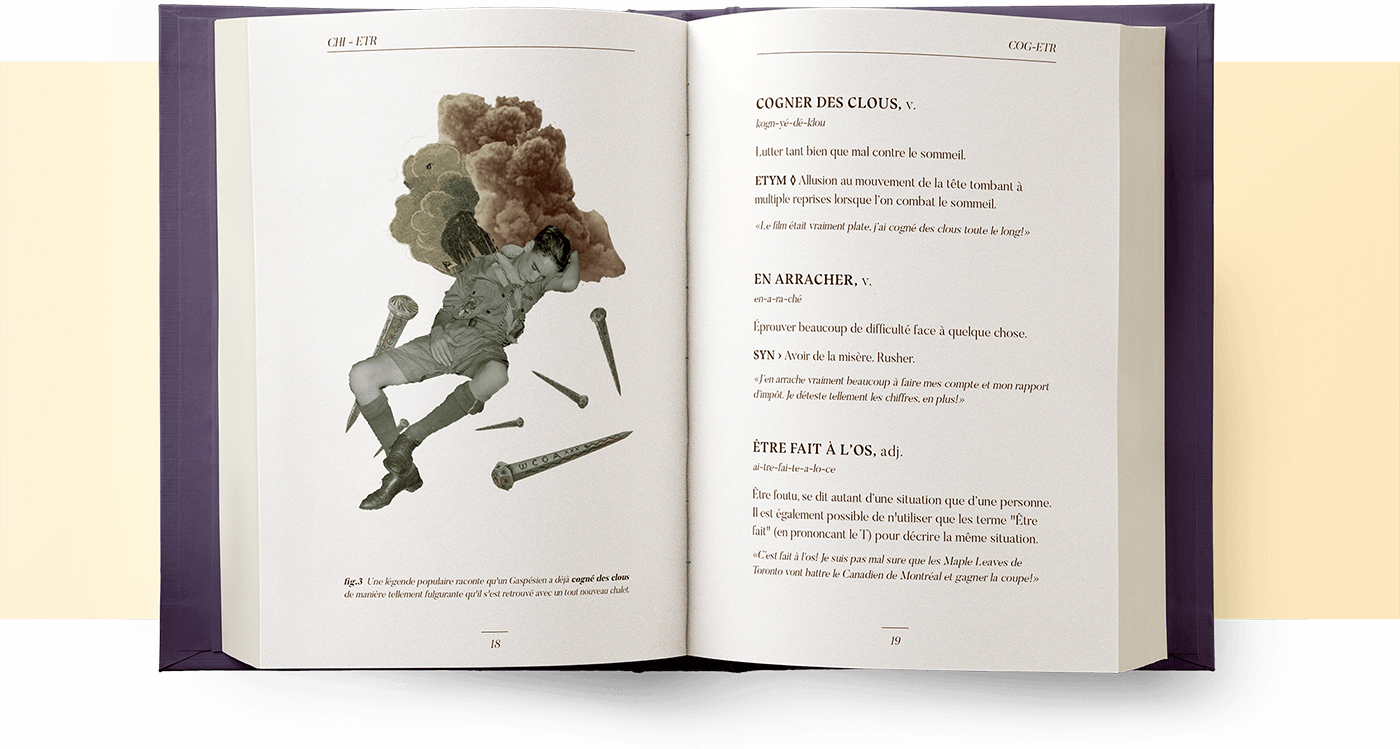 CHI - ETR
fig.3 Une légende populaire raconte qu'un Gaspésien a déjà cogné des clous
de manière tellement fulgurante qu'il s'est retrouvé avec un tout nouveau chalet.
18
COG-ETR
COGNER DES CLOUS, v.
kogn-yé-dé-klou
Lutter tant bien que mal contre le sommeil.
ETYM ◊ Allusion au mouvement de la tête tombant à
multiple reprises lorsque l'on combat le sommeil.
«Le film était vraiment plate, j'ai cogné des clous toute le long!»
EN ARRACHER, v.
en-a-ra-ché
Éprouver beaucoup de difficulté face à quelque chose.
SYN › Avoir de la misère. Rusher.
«J'en arrache vraiment beaucoup à faire mes compte et mon rapport
d'impôt. Je déteste tellement les chiffres, en plus!»
ÊTRE FAIT À L'OS, adj.
ai-tre-fai-te-a-lo-ce
Être foutu, se dit autant d'une situation que d'une personne.
Il est également possible de n'utiliser que les terme "Être
fait" (en prononcant le T) pour décrire la même situation.
«C'est fait à l'os! Je suis pas mal sure que les Maple Leaves de
Toronto vont battre le Canadien de Montréal et gagner la coupe!»
19